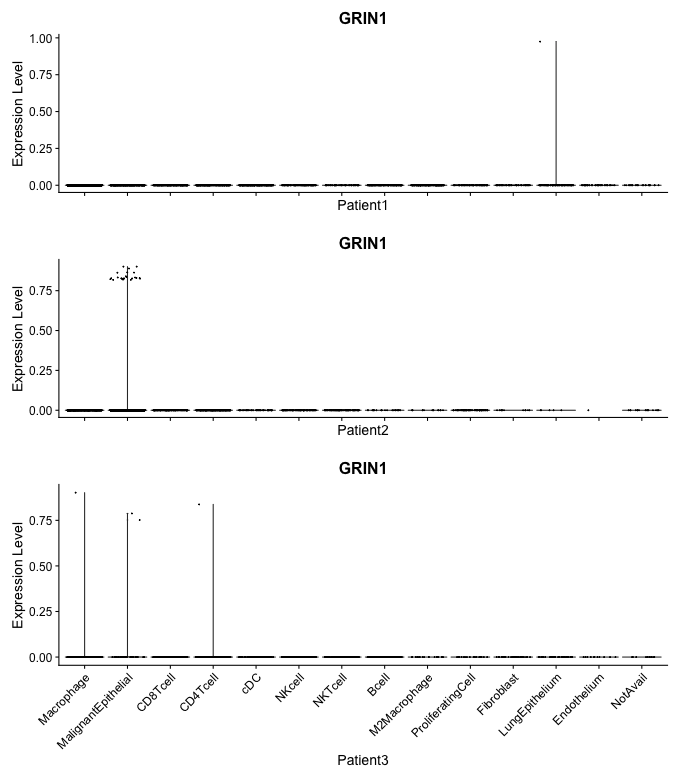 GRIN1
Expression Level
1.00
0.75
0.50
0.25
0.00
Patient1
GRIN1
Expression Level
0.75
0.50
0.25
0.00
Patient2
GRIN1
Expression Level
0.75
0.50
0.25
0.00
Macrophage
MalignantEpithelial
CD8Tcell
CD4Tcell
cDC
NKcell
NKTcell
Bcell
M2Macrophage
ProliferatingCell
Fibroblast
LungEpithelium
Endothelium
NotAvail
Patient3